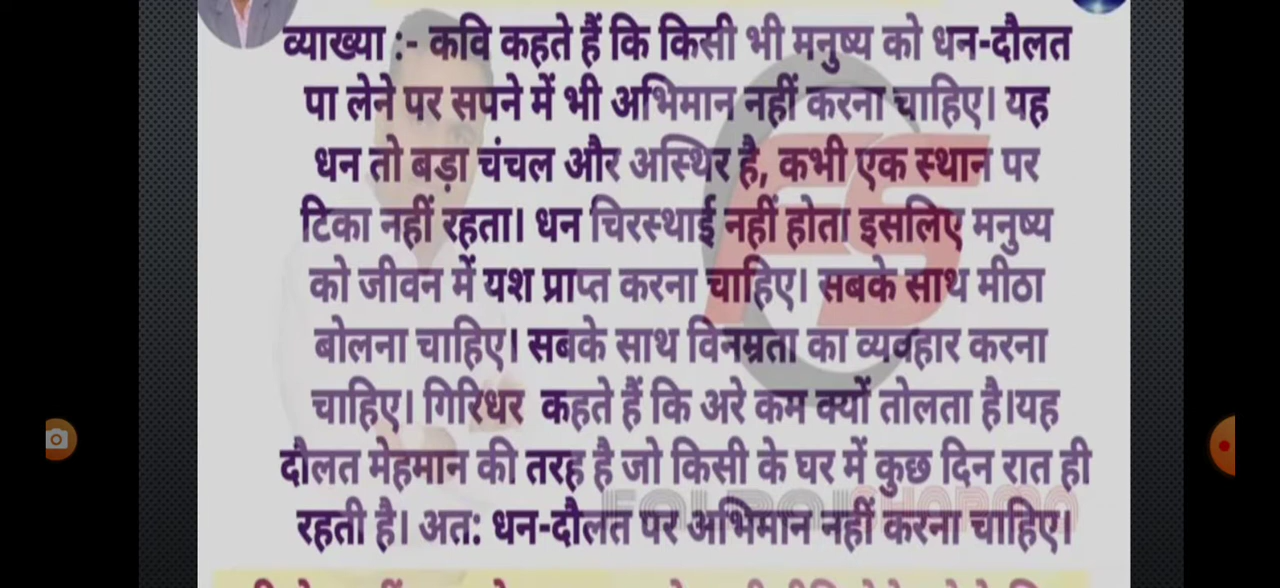 व्याख्या :- कवि कहते हैं कि किसी भी मनुष्य को धन-दौलत
पा लेने पर सपने में भी अभिमान नहीं करना चाहिए। यह
धन तो बड़ा चंचल और अस्थिर है, कभी एक स्थान पर
टिका नहीं रहता। धन चिरस्थाई नहीं होता इसलिए मनुष्य
को जीवन में यश प्राप्त करना चाहिए। सबके साथ मीठा
बोलना चाहिए। सबके साथ विनम्रता का व्यवहार करना
चाहिए। गिरिधर कहते हैं कि अरे कम क्यों तोलता है।यह
दौलत मेहमान की तरह है जो किसी के घर में कुछ दिन रात ही
रहती है। अत: धन-दौलत पर अभिमान नहीं करना चाहिए।